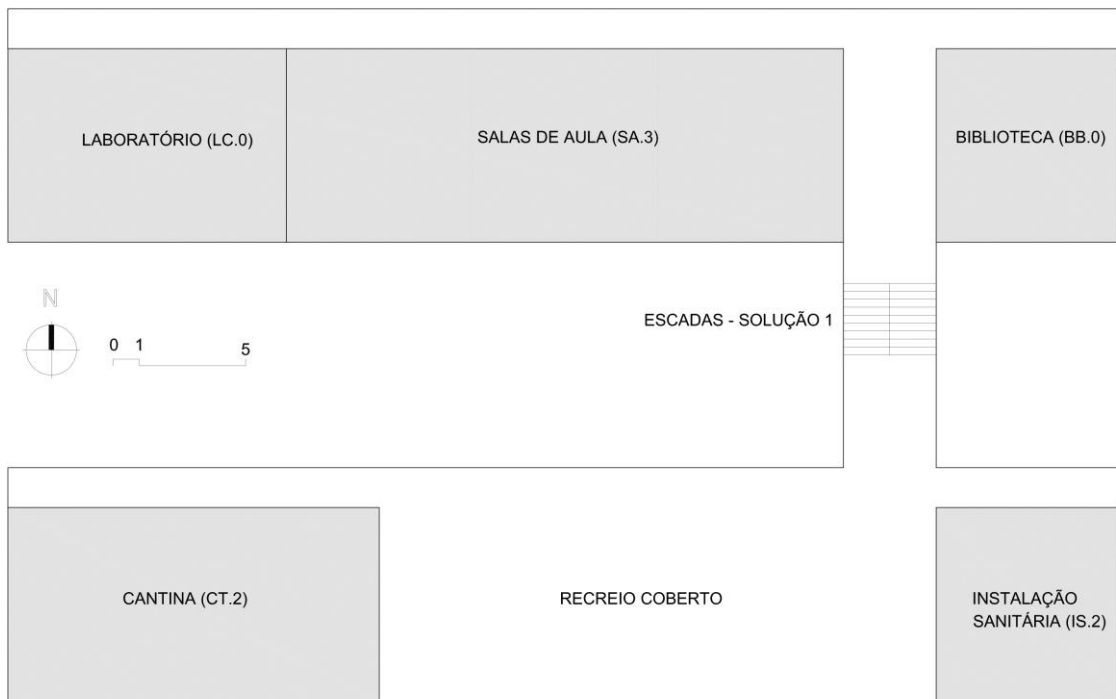 LABORATÓRIO (LC.0)
SALAS DE AULA (SA.3)
BIBLIOTECA (BB.0)
N
0 1 5
ESCADAS - SOLUÇÃO 1
CANTINA (CT.2)
RECREIO COBERTO
INSTALAÇÃO
SANITÁRIA (IS.2)